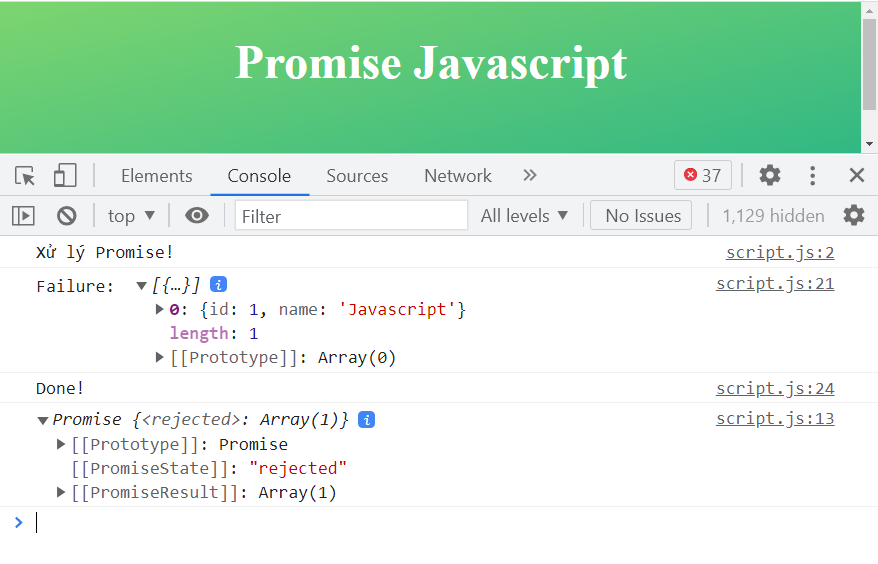 Promise Javascript
Elements Console Sources Network » 37
top ▼ Filter All levels ▼ No Issues 1,129 hidden
Xử lý Promise! script.js:2
Failure: ▼[{…}] i script.js:21
▶0: {id: 1, name: 'Javascript'}
length: 1
▶[[Prototype]]: Array(0)
Done! script.js:24
▼Promise {<rejected>: Array(1)} i script.js:13
▶[[Prototype]]: Promise
[[PromiseState]]: "rejected"
▶[[PromiseResult]]: Array(1)
>